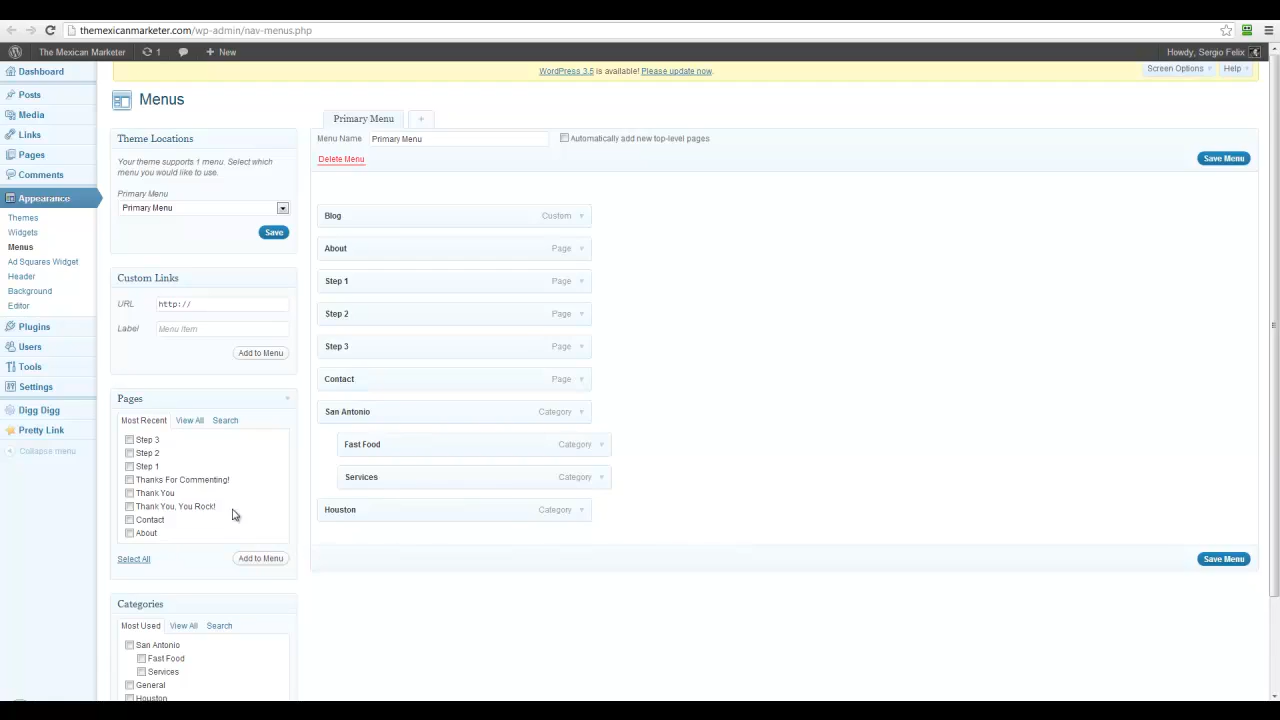 themexicanmarketer.com/wp-admin/nav-menus.php
The Mexican Marketer 1 + New Howdy, Sergio Felix
WordPress 3.5 is available! Please update now.
Screen Options Help
Dashboard
Posts
Media
Links
Pages
Comments
Appearance
Themes
Widgets
Menus
Ad Squares Widget
Header
Background
Editor
Plugins
Users
Tools
Settings
Digg Digg
Pretty Link
Collapse menu
Menus
Theme Locations
Your theme supports 1 menu. Select which
menu you would like to use.
Primary Menu
Primary Menu
Save
Custom Links
URL http://
Label Menu Item
Add to Menu
Pages
Most Recent View All Search
Step 3
Step 2
Step 1
Thanks For Commenting!
Thank You
Thank You, You Rock!
Contact
About
Select All Add to Menu
Categories
Most Used View All Search
San Antonio
Fast Food
Services
General
Houston
Primary Menu +
Menu Name Primary Menu Automatically add new top-level pages
Delete Menu Save Menu
Blog Custom
About Page
Step 1 Page
Step 2 Page
Step 3 Page
Contact Page
San Antonio Category
Fast Food Category
Services Category
Houston Category
Save Menu